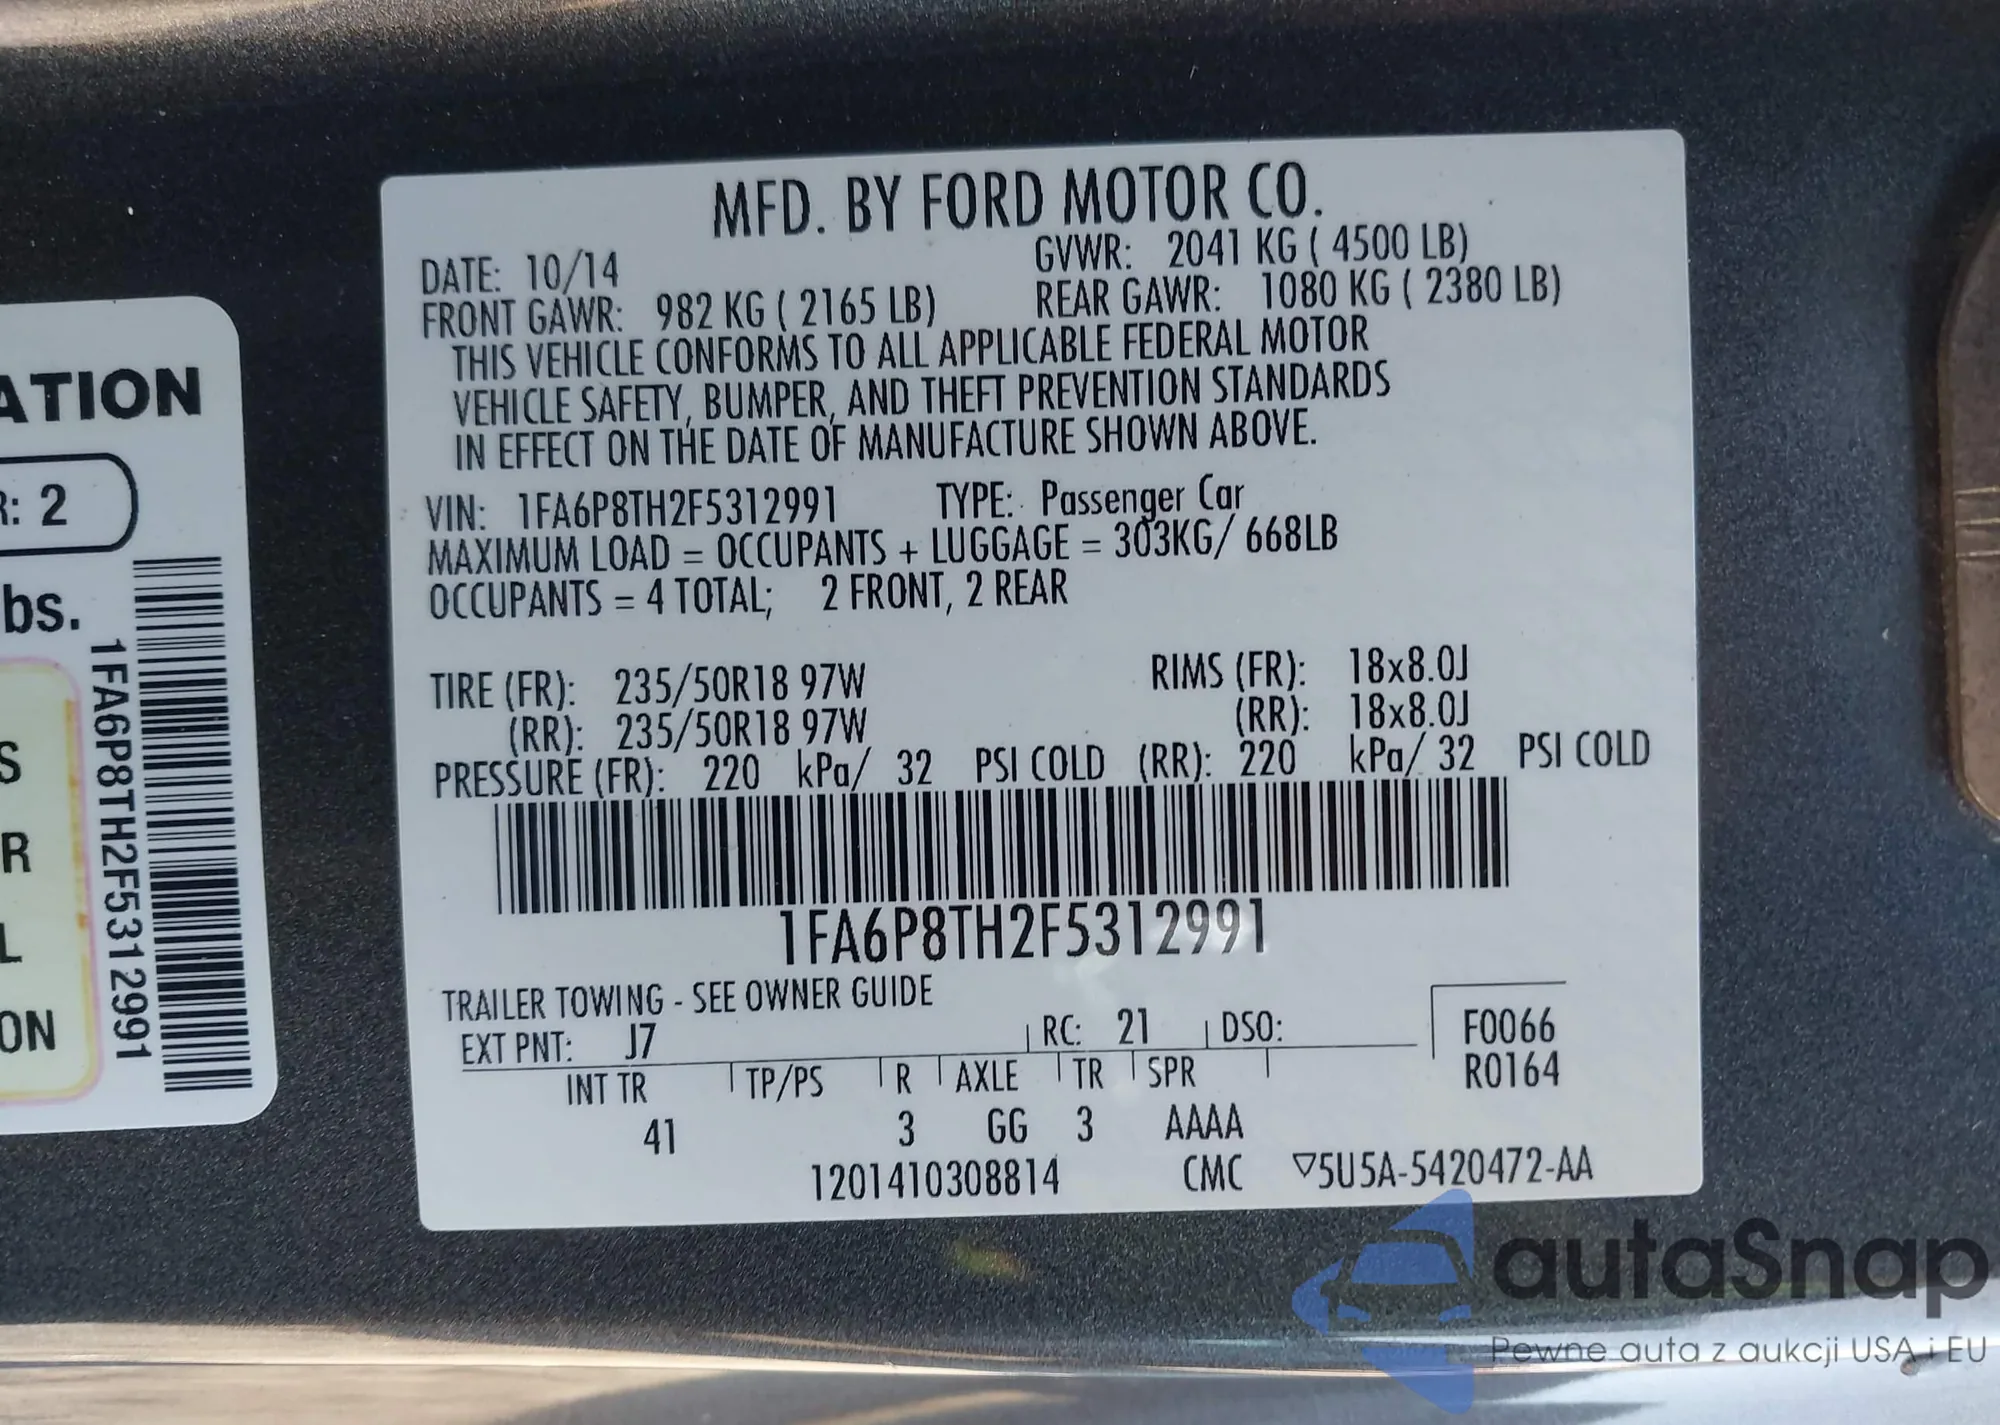 MFD. BY FORD MOTOR CO.
DATE: 10/14 GVWR: 2041 KG ( 4500 LB)
FRONT GAWR: 982 KG ( 2165 LB) REAR GAWR: 1080 KG ( 2380 LB)
THIS VEHICLE CONFORMS TO ALL APPLICABLE FEDERAL MOTOR
VEHICLE SAFETY, BUMPER, AND THEFT PREVENTION STANDARDS
IN EFFECT ON THE DATE OF MANUFACTURE SHOWN ABOVE.
VIN: 1FA6P8TH2F5312991 TYPE: Passenger Car
MAXIMUM LOAD = OCCUPANTS + LUGGAGE = 303KG/ 668LB
OCCUPANTS = 4 TOTAL; 2 FRONT, 2 REAR
TIRE (FR): 235/50R18 97W RIMS (FR): 18x8.0J
(RR): 235/50R18 97W (RR): 18x8.0J
PRESSURE (FR): 220 kPa/ 32 PSI COLD (RR): 220 kPa/ 32 PSI COLD
1FA6P8TH2F5312991
TRAILER TOWING - SEE OWNER GUIDE
EXT PNT: J7 RC: 21 DSO: F0066
R0164
INT TR TP/PS R AXLE TR SPR
41 3 GG 3 AAAA
1201410308814 CMC ▽5U5A-5420472-AA
ATION
R: 2
bs.
S
R
L
ON
1FA6P8TH2F5312991
autaSnap
Pewne auta z aukcji USA i EU